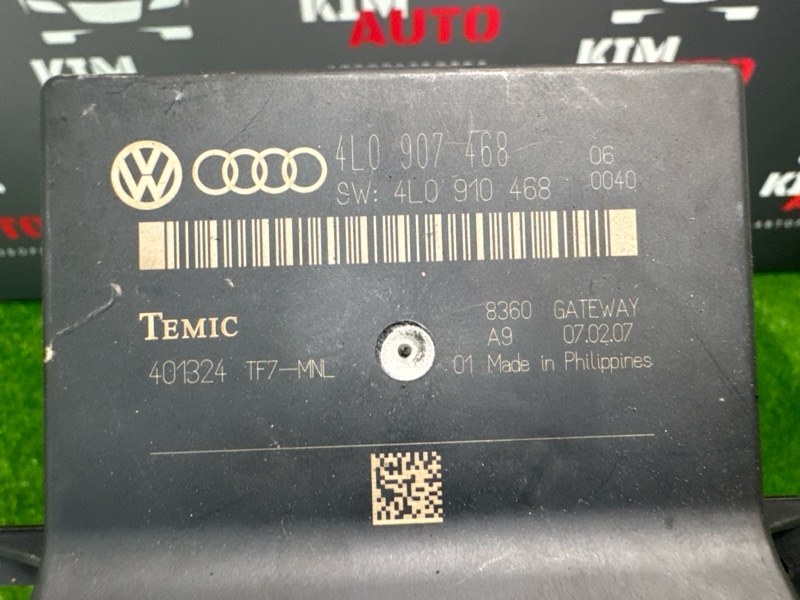 KIM
AUTO
KIM
KIM
4L0 907 468 06
SW: 4L0 910 468 0040
TEMIC
8360 GATEWAY
A9 07.02.07
401324 TF7-MNL 01 Made in Philippines